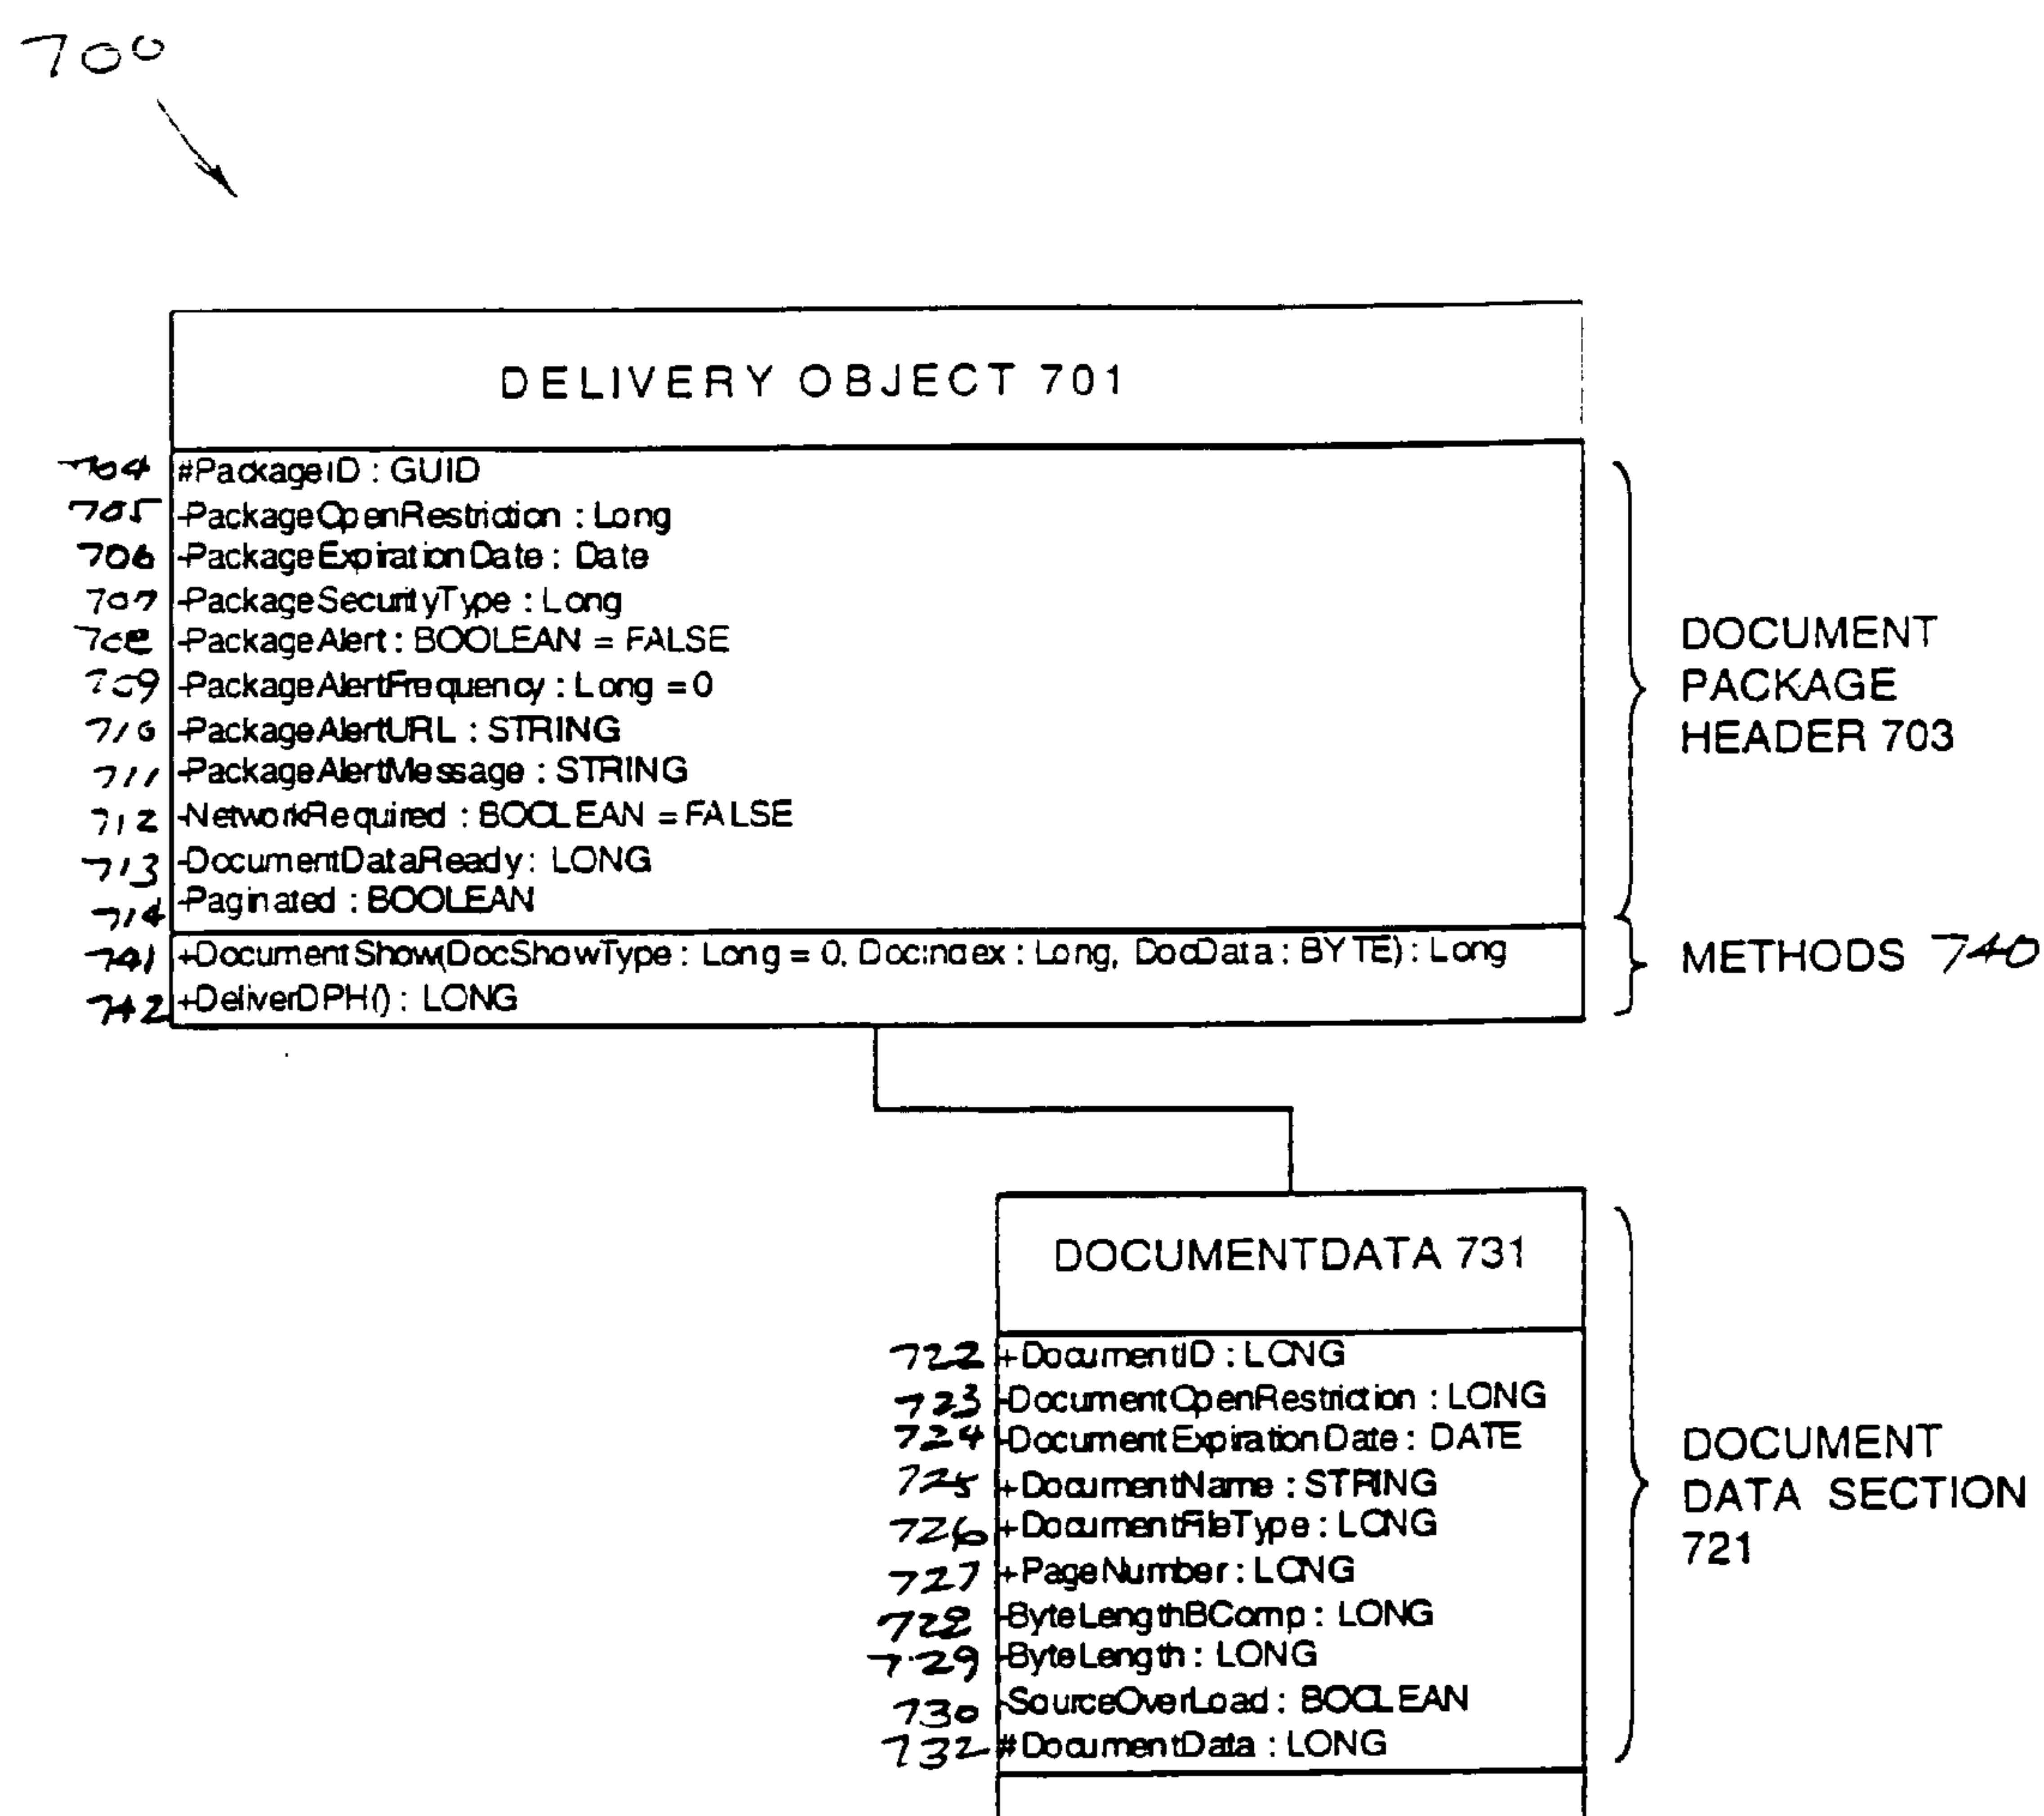 700
DELIVERY OBJECT 701
704 #PackageID : GUID
705 -PackageOpenRestriction : Long
706 -PackageExpirationDate : Date
707 -PackageSecurityType : Long
708 -PackageAlert : BOOLEAN = FALSE
709 -PackageAlertFrequency : Long = 0
710 -PackageAlertURL : STRING
711 -PackageAlertMessage : STRING
712 -NetworkRequired : BOOLEAN = FALSE
713 -DocumentDataReady : LONG
714 -Paginated : BOOLEAN
DOCUMENT
PACKAGE
HEADER 703
741 +DocumentShow(DocShowType : Long = 0, DocIndex : Long, DocData : BYTE) : Long
742 +DeliverDPH() : LONG
METHODS 740
DOCUMENTDATA 731
722 +DocumentID : LONG
723 -DocumentOpenRestriction : LONG
724 -DocumentExpirationDate : DATE
725 +DocumentName : STRING
726 +DocumentFileType : LONG
727 +PageNumber : LONG
728 -ByteLengthBComp : LONG
729 -ByteLength : LONG
730 -SourceOverLoad : BOOLEAN
732 #DocumentData : LONG
DOCUMENT
DATA SECTION
721